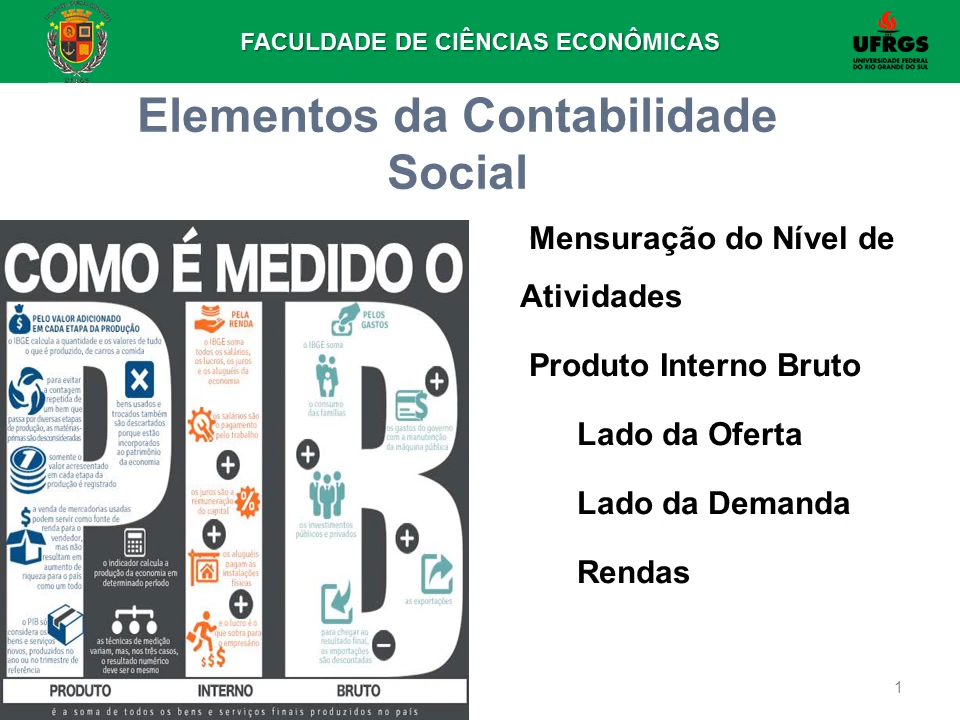 FACULDADE DE CIÊNCIAS ECONÔMICAS
UFRGS
UNIVERSIDADE FEDERAL
DO RIO GRANDE DO SUL
UFRGS
Elementos da Contabilidade
Social
COMO É MEDIDO O
PELO VALOR ADICIONADO
EM CADA ETAPA DA PRODUÇÃO
o IBGE calcula a quantidade e os valores de tudo
o que é produzido, de carros a comida
para evitar
a contagem
repetida de
um bem que
passa por diversas etapas
de produção, as matérias-
primas são desconsideradas
bens usados e
trocados também
são descartados
porque estão
incorporados
ao patrimônio
da economia
somente o
valor acrescentado
em cada etapa da
produção é registrado
a venda de mercadorias usadas
podem servir como fonte de
renda para o
vendedor,
mas não
resultam em
aumento de
riqueza para o país
como um todo
o indicador calcula a
produção da economia em
determinado período
o PIB só
considera os
bens e serviços
novos, produzidos no
ano ou no trimestre de
referência
as técnicas de medição
variam, mas, nos três casos,
o resultado numérico
deve ser o mesmo
PELA
RENDA
o IBGE soma
todos os salários,
os lucros, os juros
e os aluguéis da
economia
os salários são
o pagamento
pelo trabalho
os juros são a
remuneração
do capital
os aluguéis
pagam as
instalações
físicas
e o lucro é o
que sobra para
o empresário
PELOS
GASTOS
o IBGE soma
o consumo
das famílias
os gastos do governo
com a manutenção
da máquina pública
os investimentos
públicos e privados
as exportações
para chegar ao
resultado final,
as importações
são descontadas
PRODUTO INTERNO BRUTO
é a soma de todos os bens e serviços finais produzidos no país
Mensuração do Nível de
Atividades
Produto Interno Bruto
Lado da Oferta
Lado da Demanda
Rendas
1